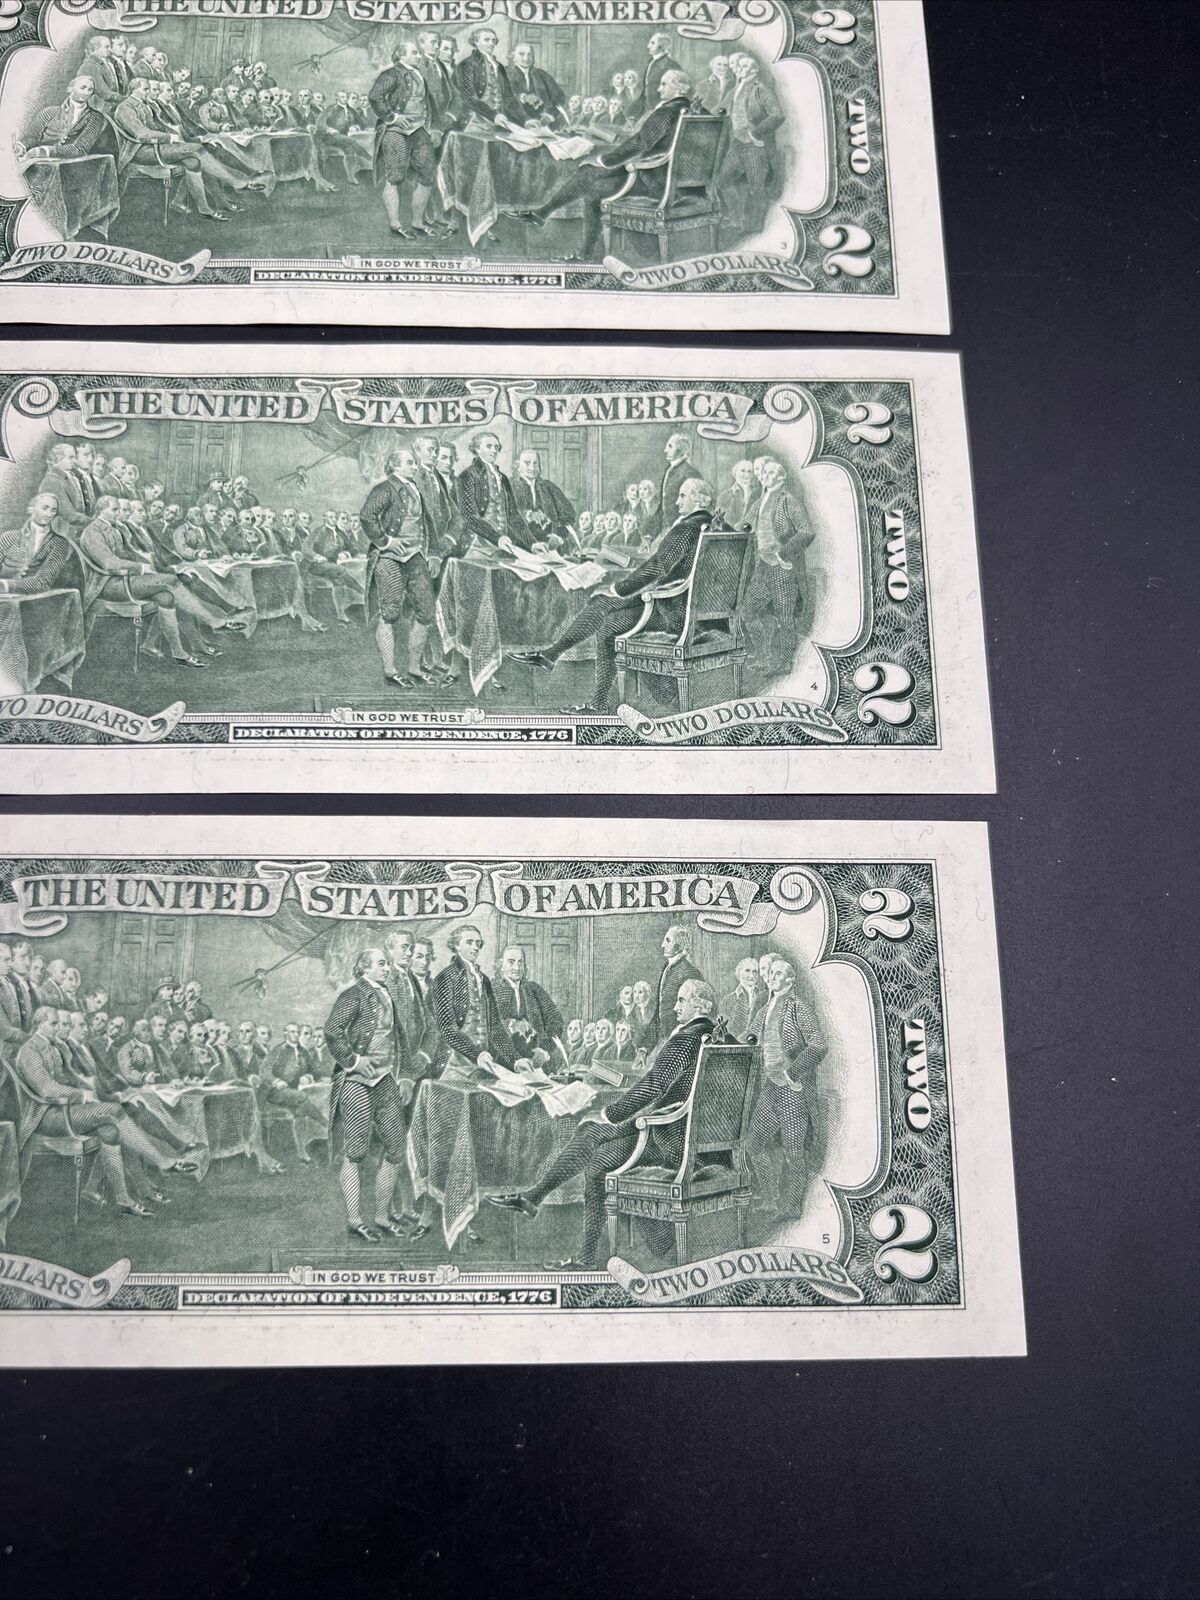 THE UNITED STATES OF AMERICA
2
TWO
3
2
TWO DOLLARS
IN GOD WE TRUST
TWO DOLLARS
DECLARATION OF INDEPENDENCE, 1776
THE UNITED STATES OF AMERICA
2
TWO
4
2
WO DOLLARS
IN GOD WE TRUST
TWO DOLLARS
DECLARATION OF INDEPENDENCE, 1776
THE UNITED STATES OF AMERICA
2
TWO
5
2
OLLARS
IN GOD WE TRUST
TWO DOLLARS
DECLARATION OF INDEPENDENCE, 1776